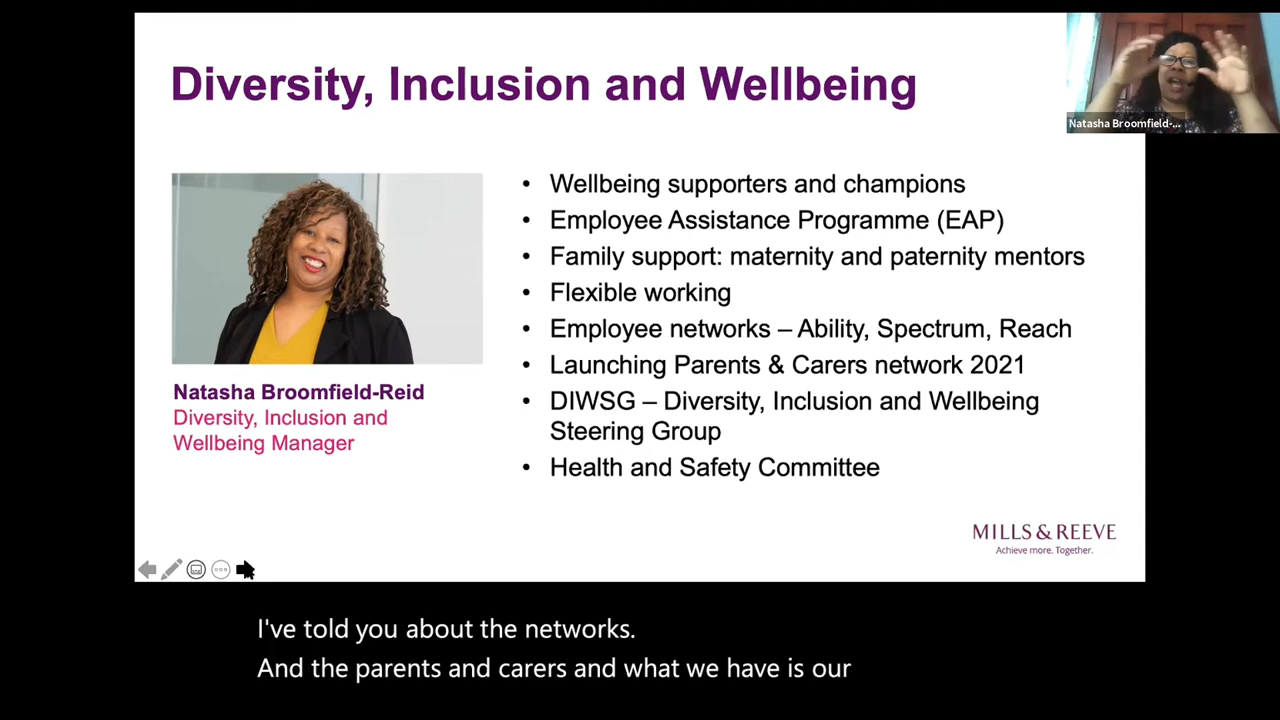 Diversity, Inclusion and Wellbeing
Natasha Broomfield-...
• Wellbeing supporters and champions
• Employee Assistance Programme (EAP)
• Family support: maternity and paternity mentors
• Flexible working
• Employee networks – Ability, Spectrum, Reach
• Launching Parents & Carers network 2021
• DIWSG – Diversity, Inclusion and Wellbeing
Steering Group
• Health and Safety Committee
Natasha Broomfield-Reid
Diversity, Inclusion and
Wellbeing Manager
MILLS & REEVE
Achieve more. Together.
I've told you about the networks.
And the parents and carers and what we have is our